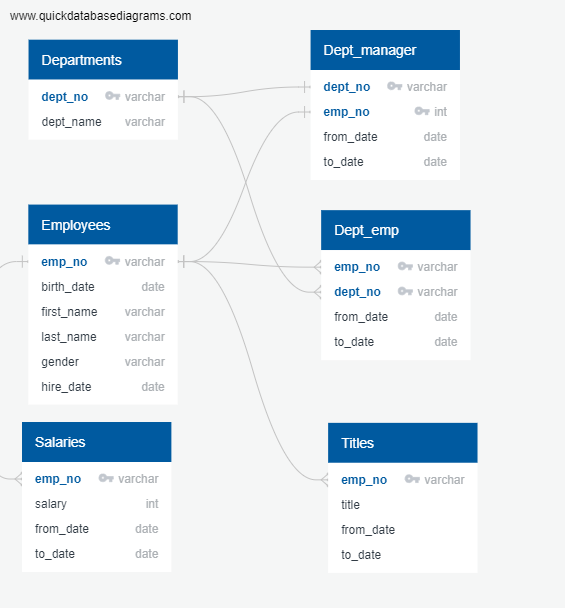 www.quickdatabasediagrams.com
Departments
dept_no varchar
dept_name varchar
Dept_manager
dept_no varchar
emp_no int
from_date date
to_date date
Employees
emp_no varchar
birth_date date
first_name varchar
last_name varchar
gender varchar
hire_date date
Dept_emp
emp_no varchar
dept_no varchar
from_date date
to_date date
Salaries
emp_no varchar
salary int
from_date date
to_date date
Titles
emp_no varchar
title
from_date
to_date